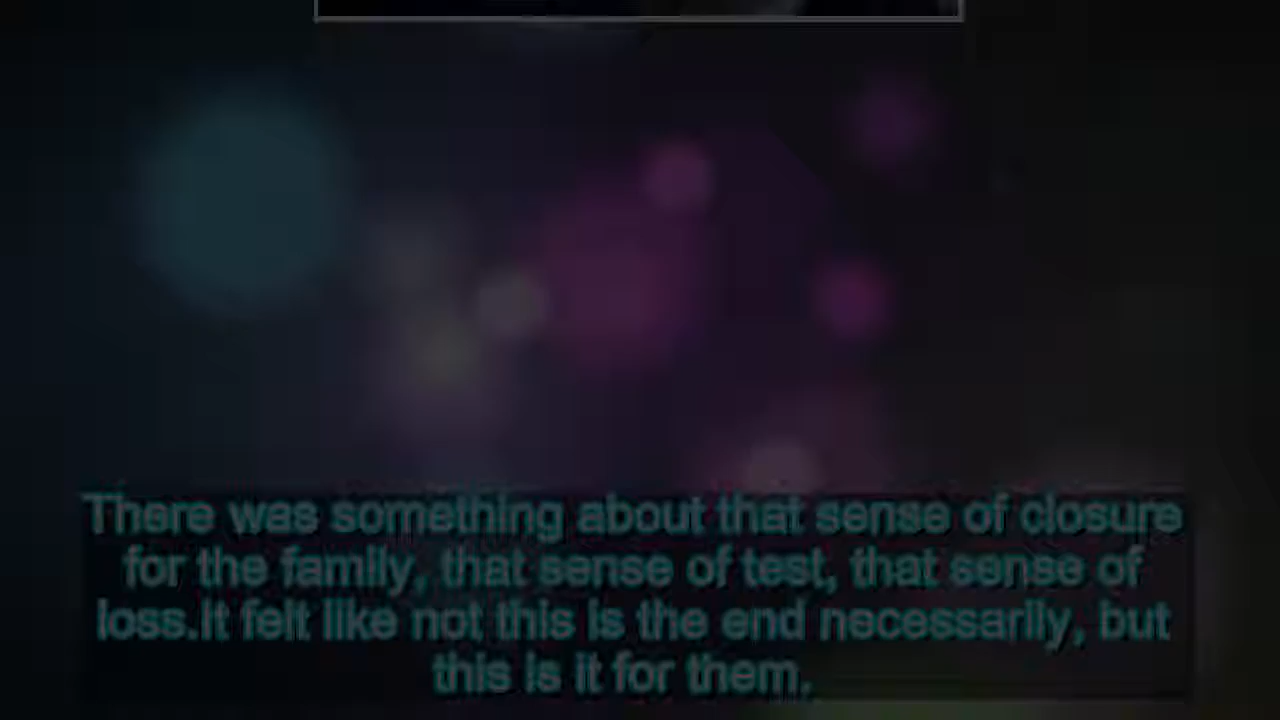 There was something about that sense of closure
for the family, that sense of test, that sense of
loss.It felt like not this is the end necessarily, but
this is it for them.